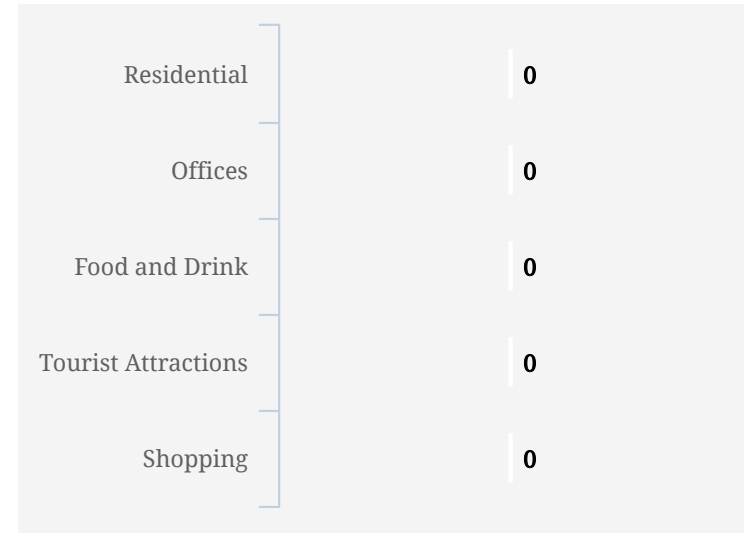 Residential 0
Offices 0
Food and Drink 0
Tourist Attractions 0
Shopping 0